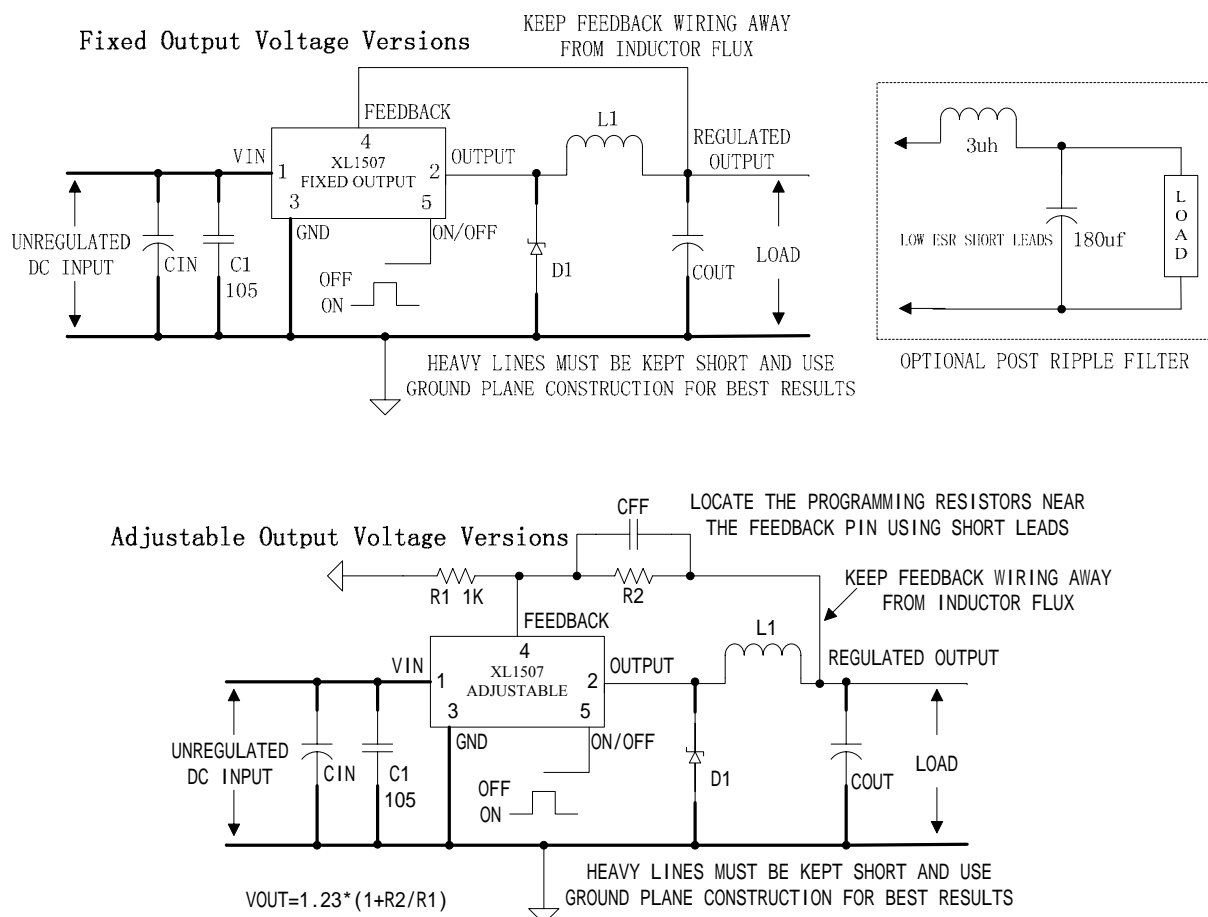 Fixed Output Voltage Versions
KEEP FEEDBACK WIRING AWAY
FROM INDUCTOR FLUX
FEEDBACK
4
XL1507
FIXED OUTPUT
VIN
1
2
OUTPUT
3
5
GND
ON/OFF
L1
REGULATED
OUTPUT
UNREGULATED
DC INPUT
CIN
C1
105
OFF
ON
D1
COUT
LOAD
HEAVY LINES MUST BE KEPT SHORT AND USE
GROUND PLANE CONSTRUCTION FOR BEST RESULTS
3uh
LOW ESR SHORT LEADS
180uf
LOAD
OPTIONAL POST RIPPLE FILTER
Adjustable Output Voltage Versions
CFF
LOCATE THE PROGRAMMING RESISTORS NEAR
THE FEEDBACK PIN USING SHORT LEADS
R1 1K
R2
KEEP FEEDBACK WIRING AWAY
FROM INDUCTOR FLUX
FEEDBACK
4
XL1507
ADJUSTABLE
VIN
1
2
OUTPUT
3
5
GND
ON/OFF
L1
REGULATED OUTPUT
UNREGULATED
DC INPUT
CIN
C1
105
OFF
ON
D1
COUT
LOAD
HEAVY LINES MUST BE KEPT SHORT AND USE
GROUND PLANE CONSTRUCTION FOR BEST RESULTS
VOUT=1.23*(1+R2/R1)